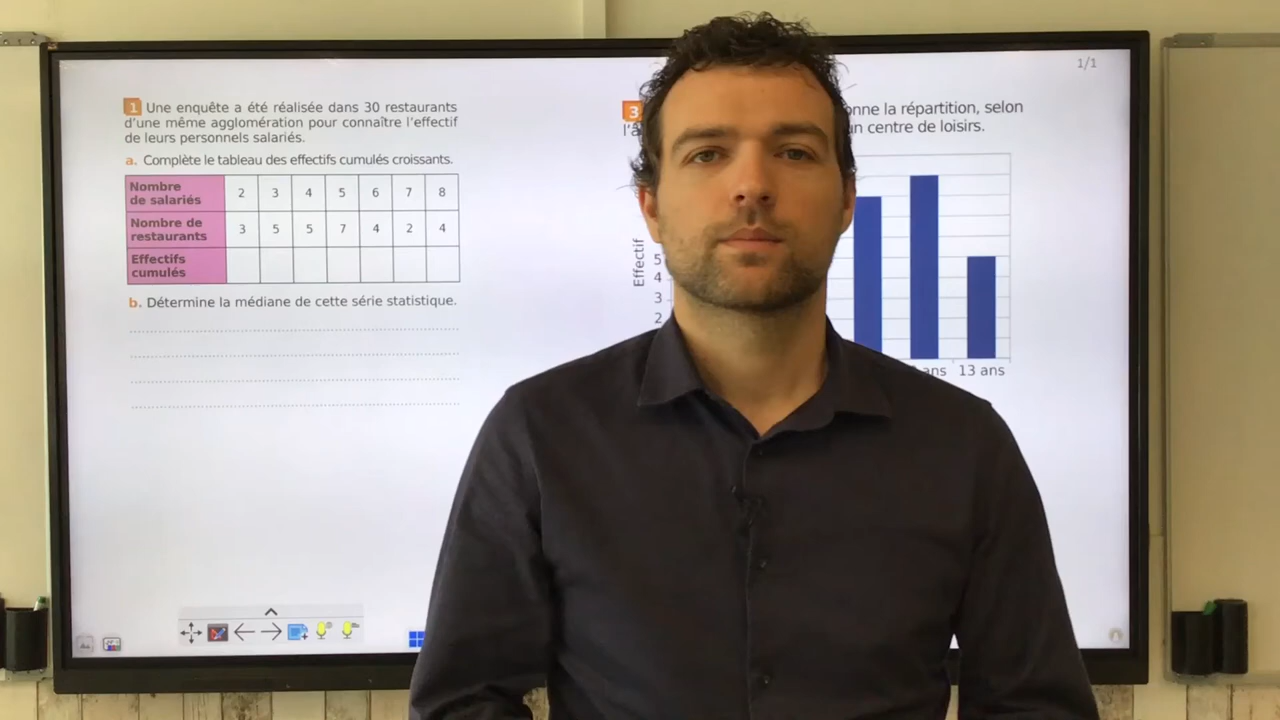 1/1
1 Une enquête a été réalisée dans 30 restaurants
d'une même agglomération pour connaître l'effectif
de leurs personnels salariés.
a. Complète le tableau des effectifs cumulés croissants.
Nombre
de salariés 2 3 4 5 6 7 8
Nombre de
restaurants 3 5 5 7 4 2 4
Effectifs
cumulés
b. Détermine la médiane de cette série statistique.
3 la répartition, selon
centre de loisirs.
Effectif
5
4
3
2
ans 13 ans